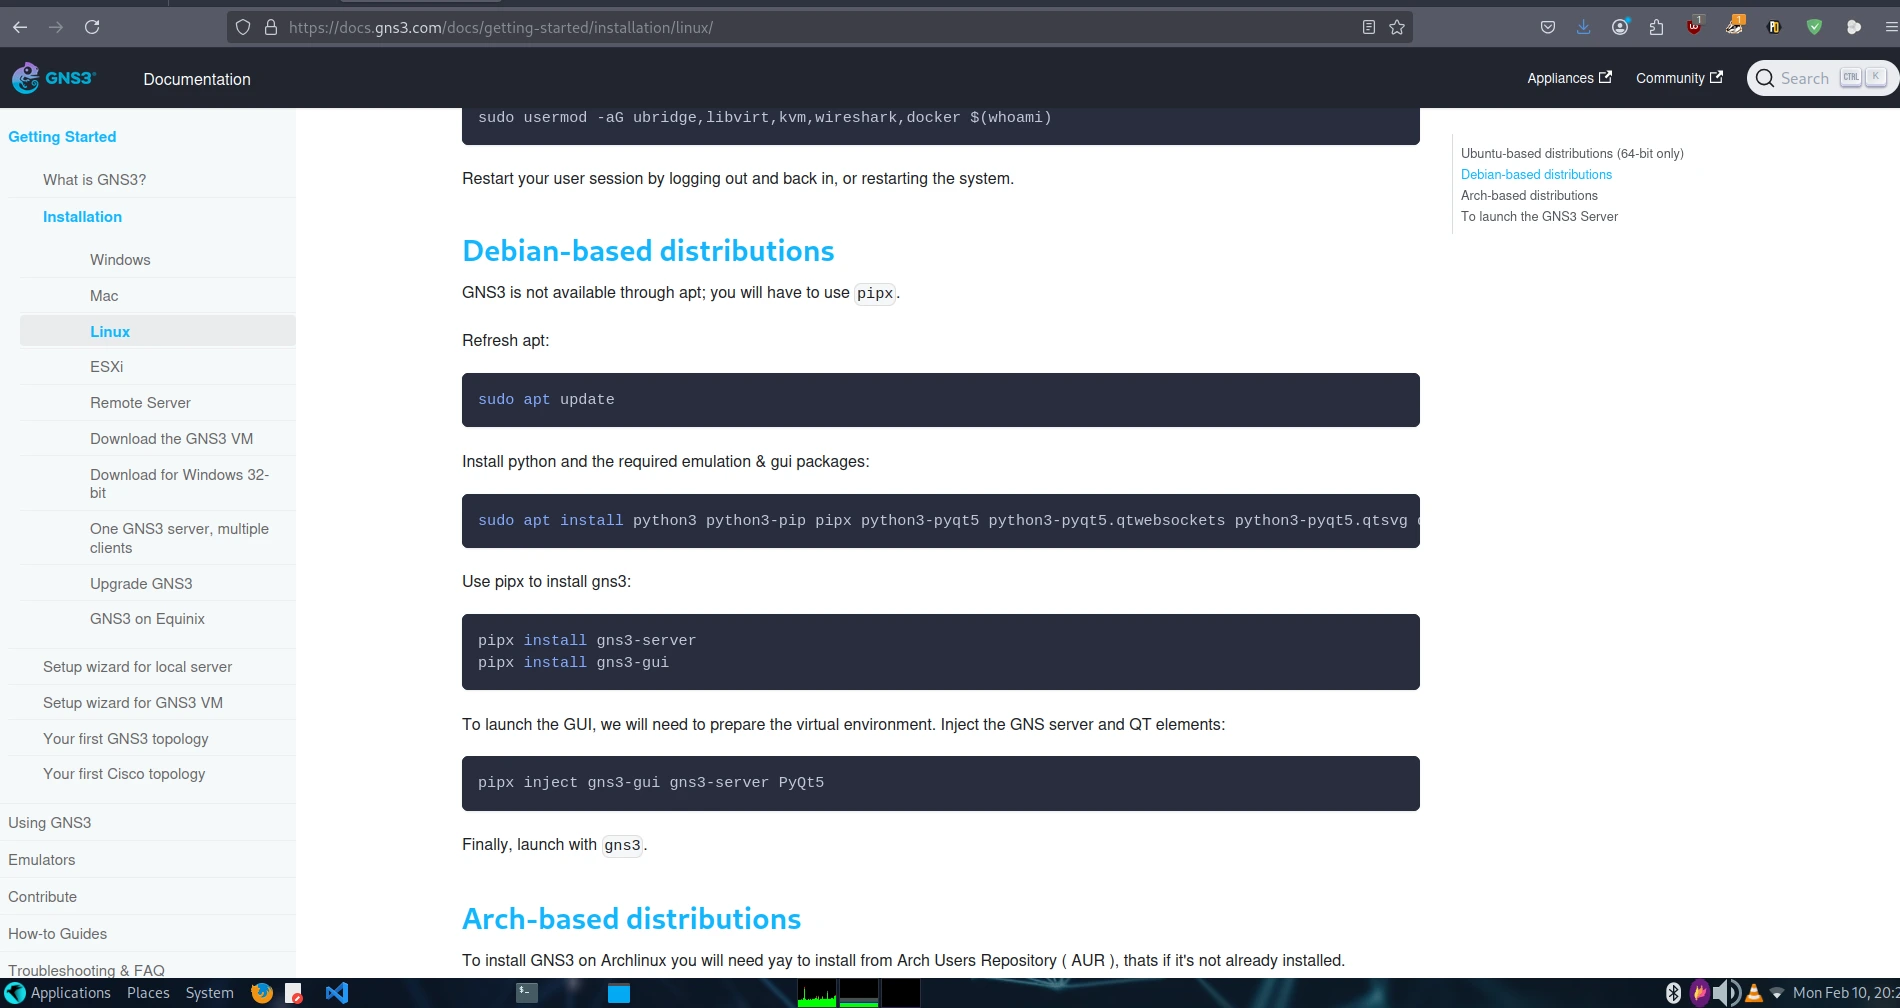 https://docs.gns3.com/docs/getting-started/installation/linux/
1
1
GNS3
Documentation
Appliances
Community
Search CTRL K
Getting Started
What is GNS3?
Installation
Windows
Mac
Linux
ESXi
Remote Server
Download the GNS3 VM
Download for Windows 32-
bit
One GNS3 server, multiple
clients
Upgrade GNS3
GNS3 on Equinix
Setup wizard for local server
Setup wizard for GNS3 VM
Your first GNS3 topology
Your first Cisco topology
Using GNS3
Emulators
Contribute
How-to Guides
Troubleshooting & FAQ
sudo usermod -aG ubridge,libvirt,kvm,wireshark,docker $(whoami)
Restart your user session by logging out and back in, or restarting the system.
Debian-based distributions
GNS3 is not available through apt; you will have to use pipx.
Refresh apt:
sudo apt update
Install python and the required emulation & gui packages:
sudo apt install python3 python3-pip pipx python3-pyqt5 python3-pyqt5.qtwebsockets python3-pyqt5.qtsvg
Use pipx to install gns3:
pipx install gns3-server
pipx install gns3-gui
To launch the GUI, we will need to prepare the virtual environment. Inject the GNS server and QT elements:
pipx inject gns3-gui gns3-server PyQt5
Finally, launch with gns3.
Arch-based distributions
To install GNS3 on Archlinux you will need yay to install from Arch Users Repository ( AUR ), thats if it's not already installed.
Ubuntu-based distributions (64-bit only)
Debian-based distributions
Arch-based distributions
To launch the GNS3 Server
Applications Places System
Mon Feb 10, 20:2